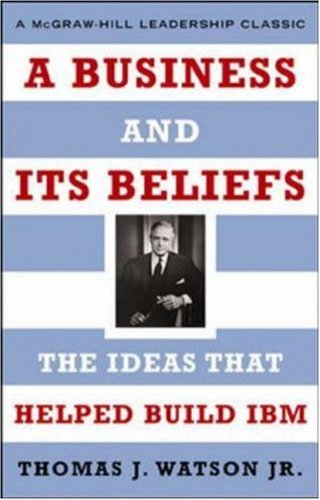 A McGRAW-HILL LEADERSHIP CLASSIC
A BUSINESS
AND
ITS BELIEFS
THE IDEAS THAT
HELPED BUILD IBM
THOMAS J. WATSON JR.